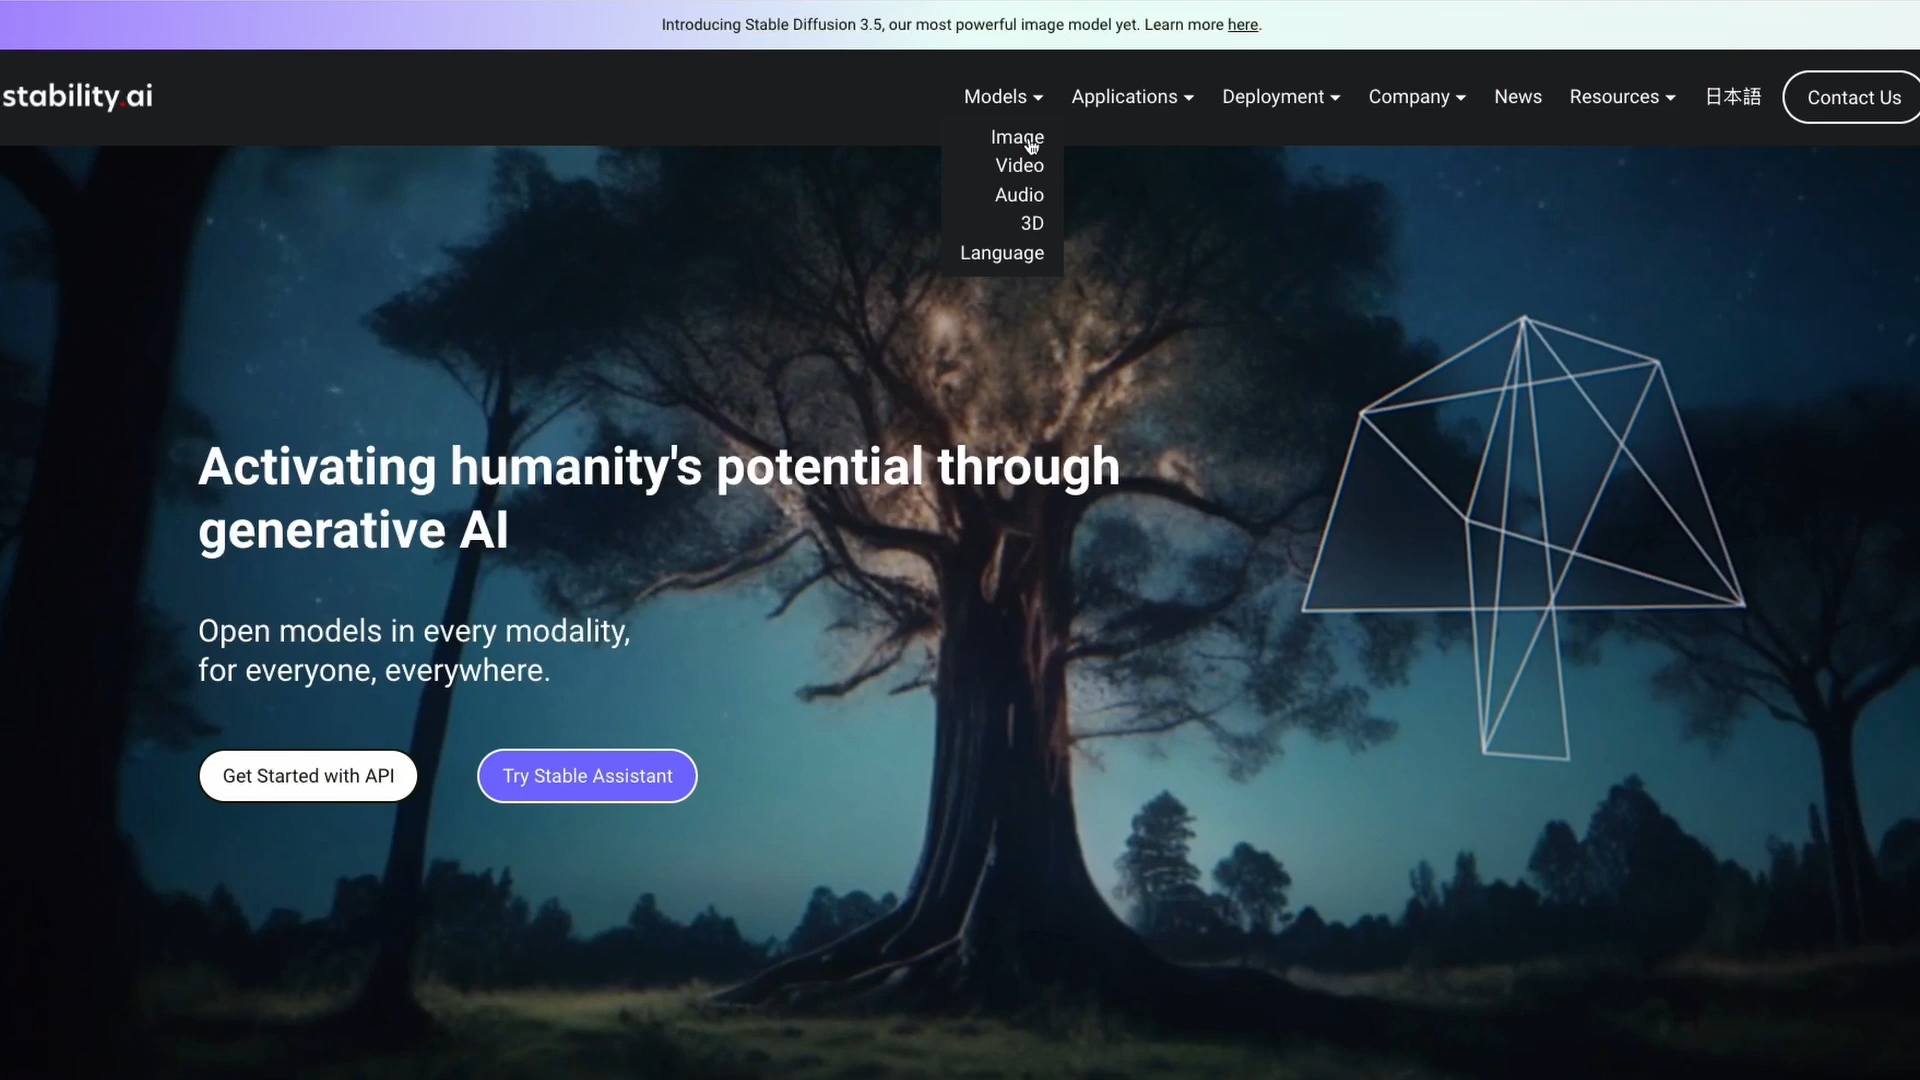 Introducing Stable Diffusion 3.5, our most powerful image model yet. Learn more here.
stability.ai
Models Applications Deployment Company News Resources 日本語 Contact Us
Image
Video
Audio
3D
Language
Activating humanity's potential through
generative AI
Open models in every modality,
for everyone, everywhere.
Get Started with API Try Stable Assistant